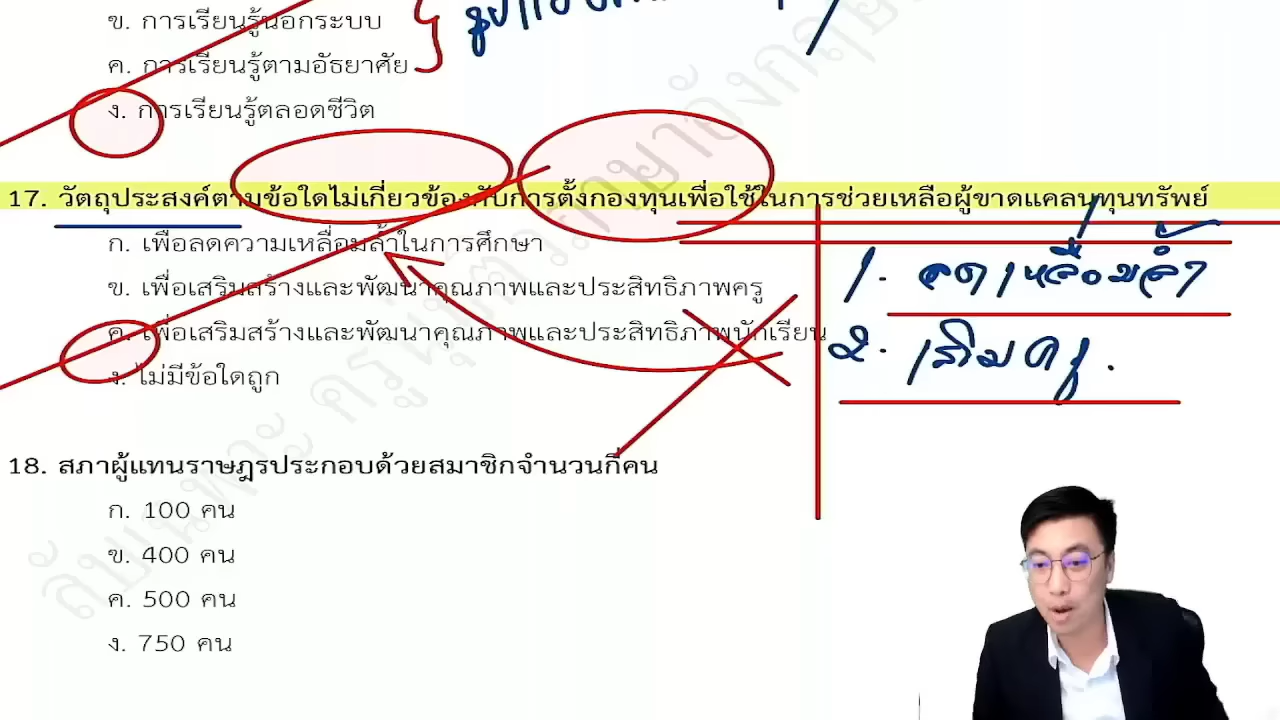 ข. การเรียนรู้นอกระบบ
ค. การเรียนรู้ตามอัธยาศัย
ง. การเรียนรู้ตลอดชีวิต
17. วัตถุประสงค์ตามข้อใดไม่เกี่ยวข้องกับการตั้งกองทุนเพื่อใช้ในการช่วยเหลือผู้ขาดแคลนทุนทรัพย์
ก. เพื่อลดความเหลื่อมล้ำในการศึกษา
ข. เพื่อเสริมสร้างและพัฒนาคุณภาพและประสิทธิภาพครู
ค. เพื่อเสริมสร้างและพัฒนาคุณภาพและประสิทธิภาพนักเรียน
ง. ไม่มีข้อใดถูก
1. ลดเหลื่อมล้ำ
2. เสริมครู.
18. สภาผู้แทนราษฎรประกอบด้วยสมาชิกจำนวนกี่คน
ก. 100 คน
ข. 400 คน
ค. 500 คน
ง. 750 คน